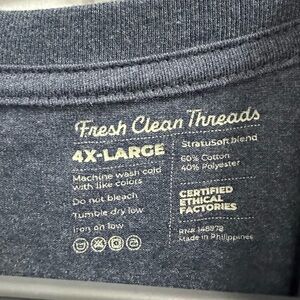 Fresh Clean Threads
4X-LARGE
Machine wash cold
with like colors
Do not bleach
Tumble dry low
Iron on low
StratuSoft blend
60% Cotton
40% Polyester
CERTIFIED
ETHICAL
FACTORIES
RN# 148978
Made in Philippines